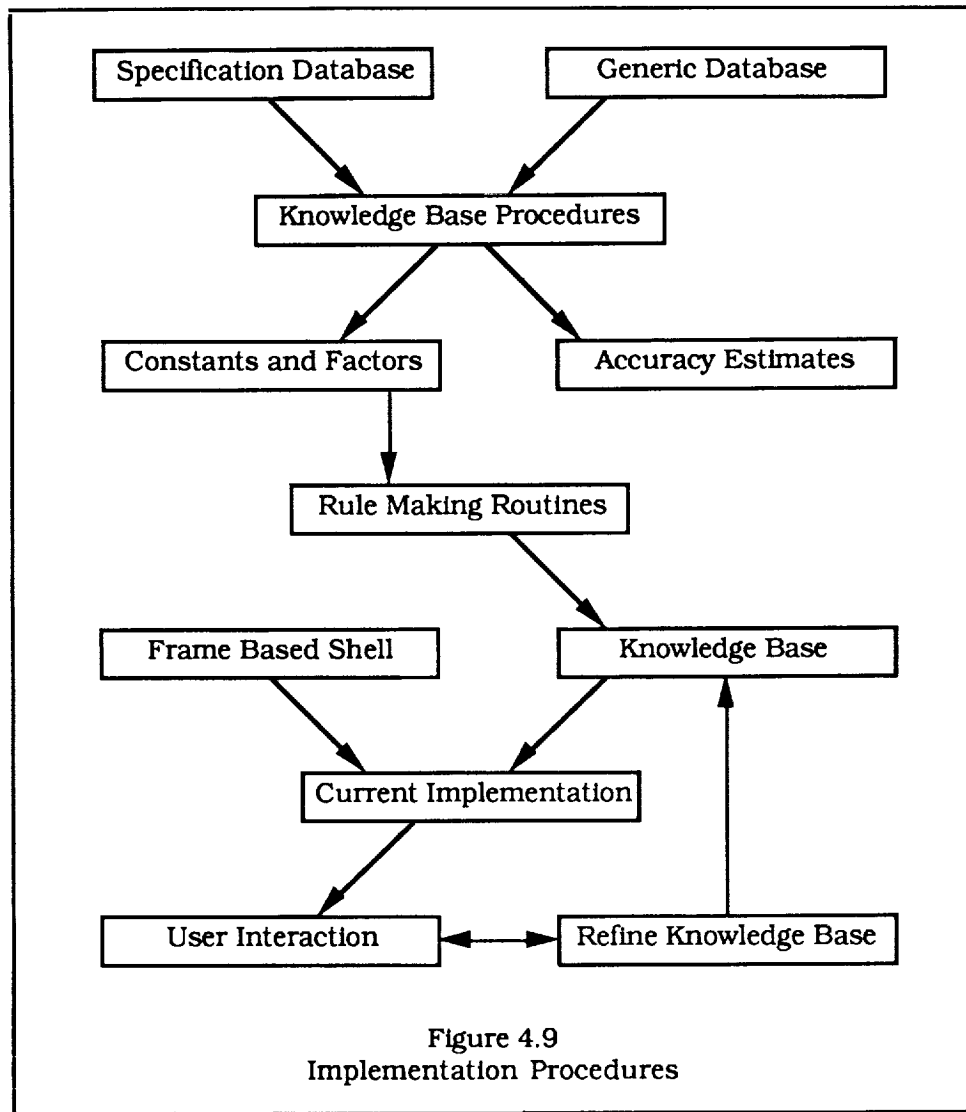 Specification Database
Generic Database
Knowledge Base Procedures
Constants and Factors
Accuracy Estimates
Rule Making Routines
Frame Based Shell
Knowledge Base
Current Implementation
User Interaction
Refine Knowledge Base
Figure 4.9
Implementation Procedures